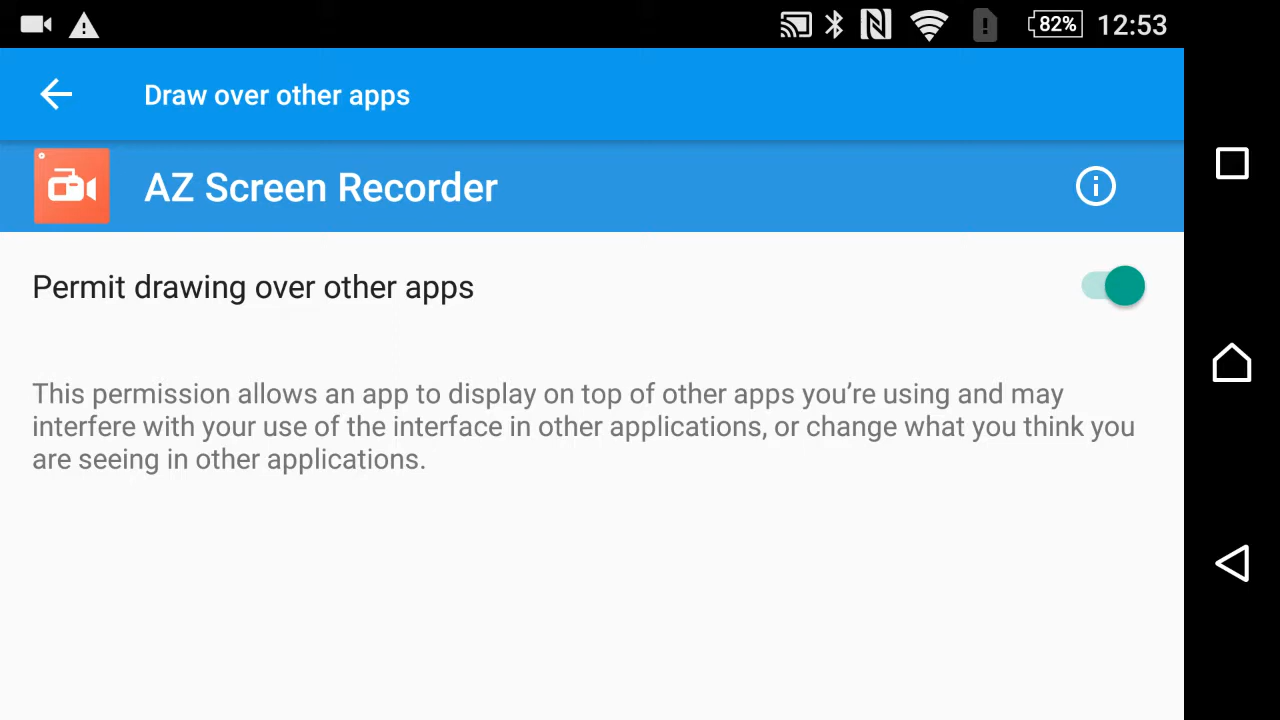 82% 12:53
Draw over other apps
AZ Screen Recorder
Permit drawing over other apps
This permission allows an app to display on top of other apps you’re using and may
interfere with your use of the interface in other applications, or change what you think you
are seeing in other applications.